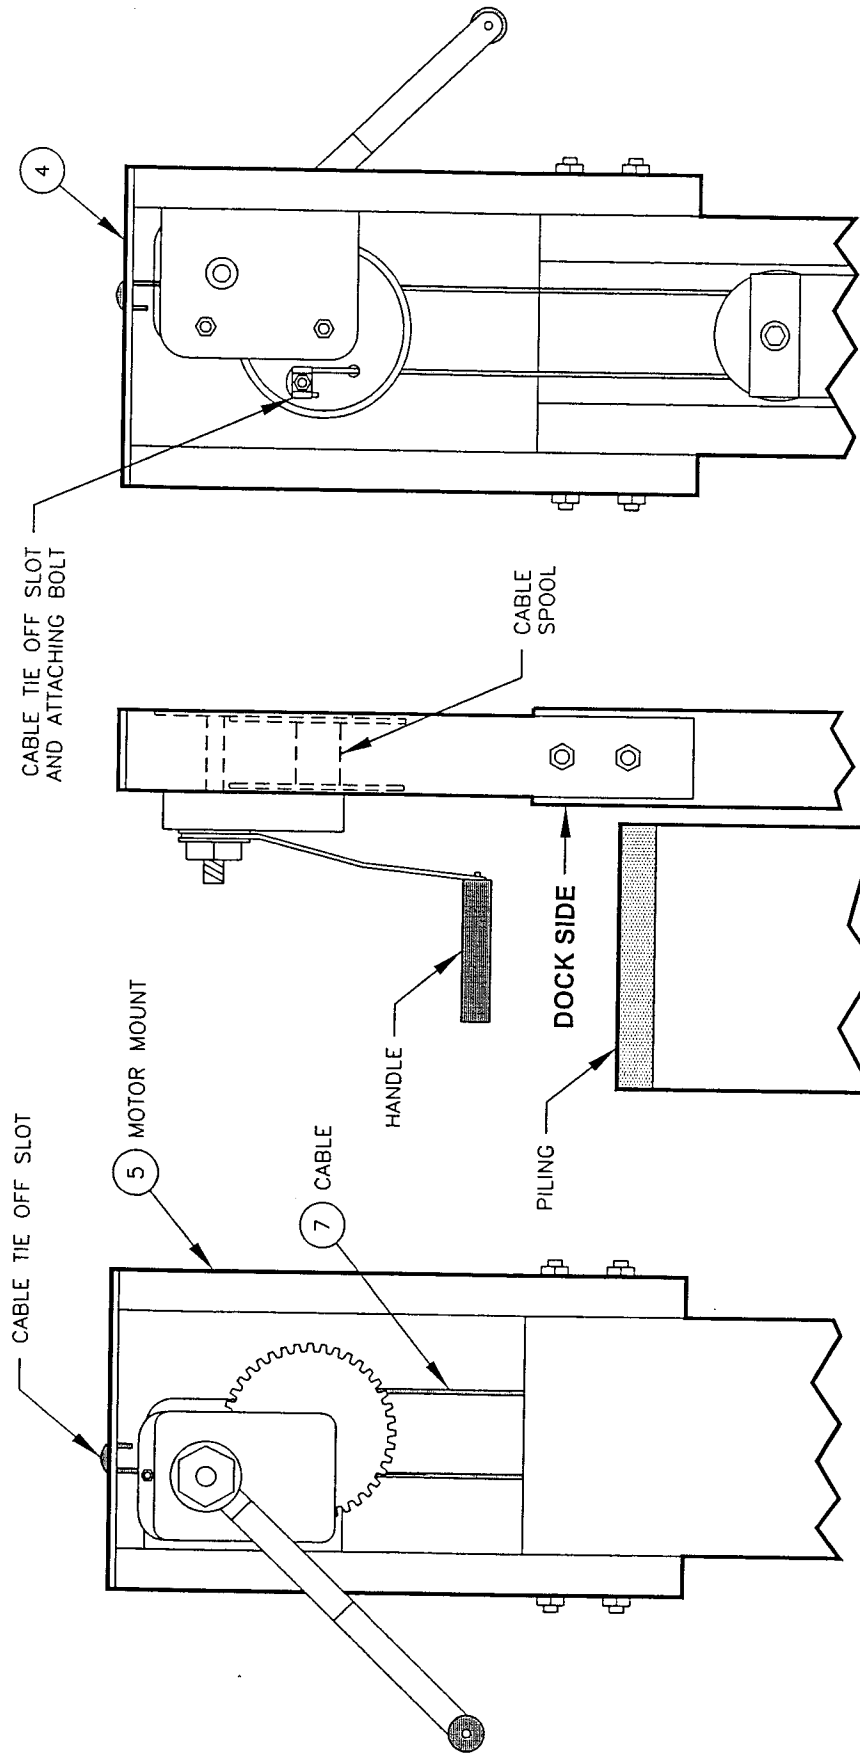 CABLE TIE OFF SLOT
5 MOTOR MOUNT
7 CABLE
HANDLE
PILING
DOCK SIDE
CABLE
SPOOL
CABLE TIE OFF SLOT
AND ATTACHING BOLT
4